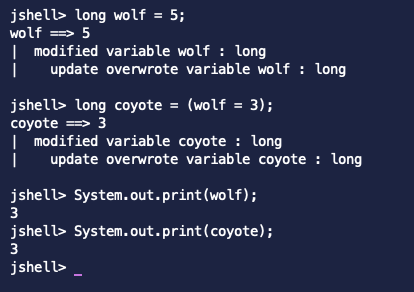 jshell> long wolf = 5;
wolf ==> 5
|  modified variable wolf : long
|    update overwrote variable wolf : long
jshell> long coyote = (wolf = 3);
coyote ==> 3
|  modified variable coyote : long
|    update overwrote variable coyote : long
jshell> System.out.print(wolf);
3
jshell> System.out.print(coyote);
3
jshell> _